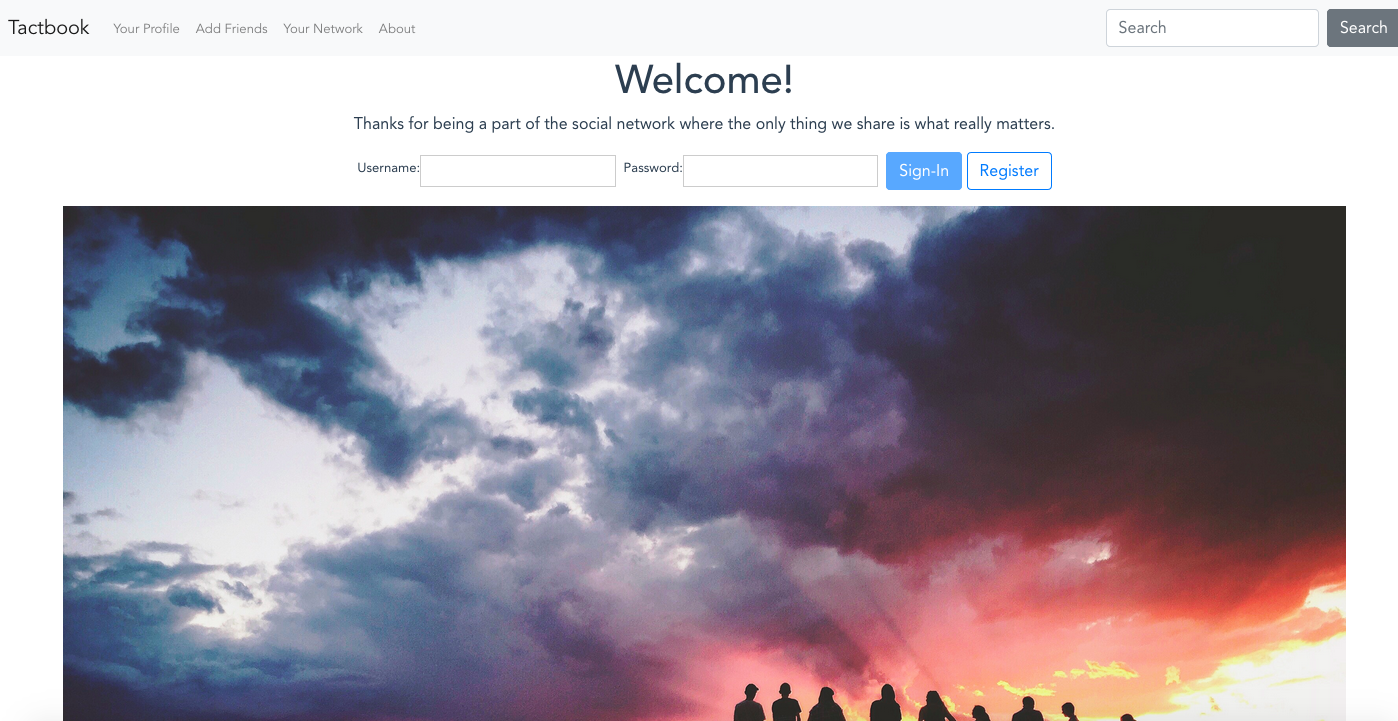 Tactbook Your Profile Add Friends Your Network About Search Search
Welcome!
Thanks for being a part of the social network where the only thing we share is what really matters.
Username: Password: Sign-In Register